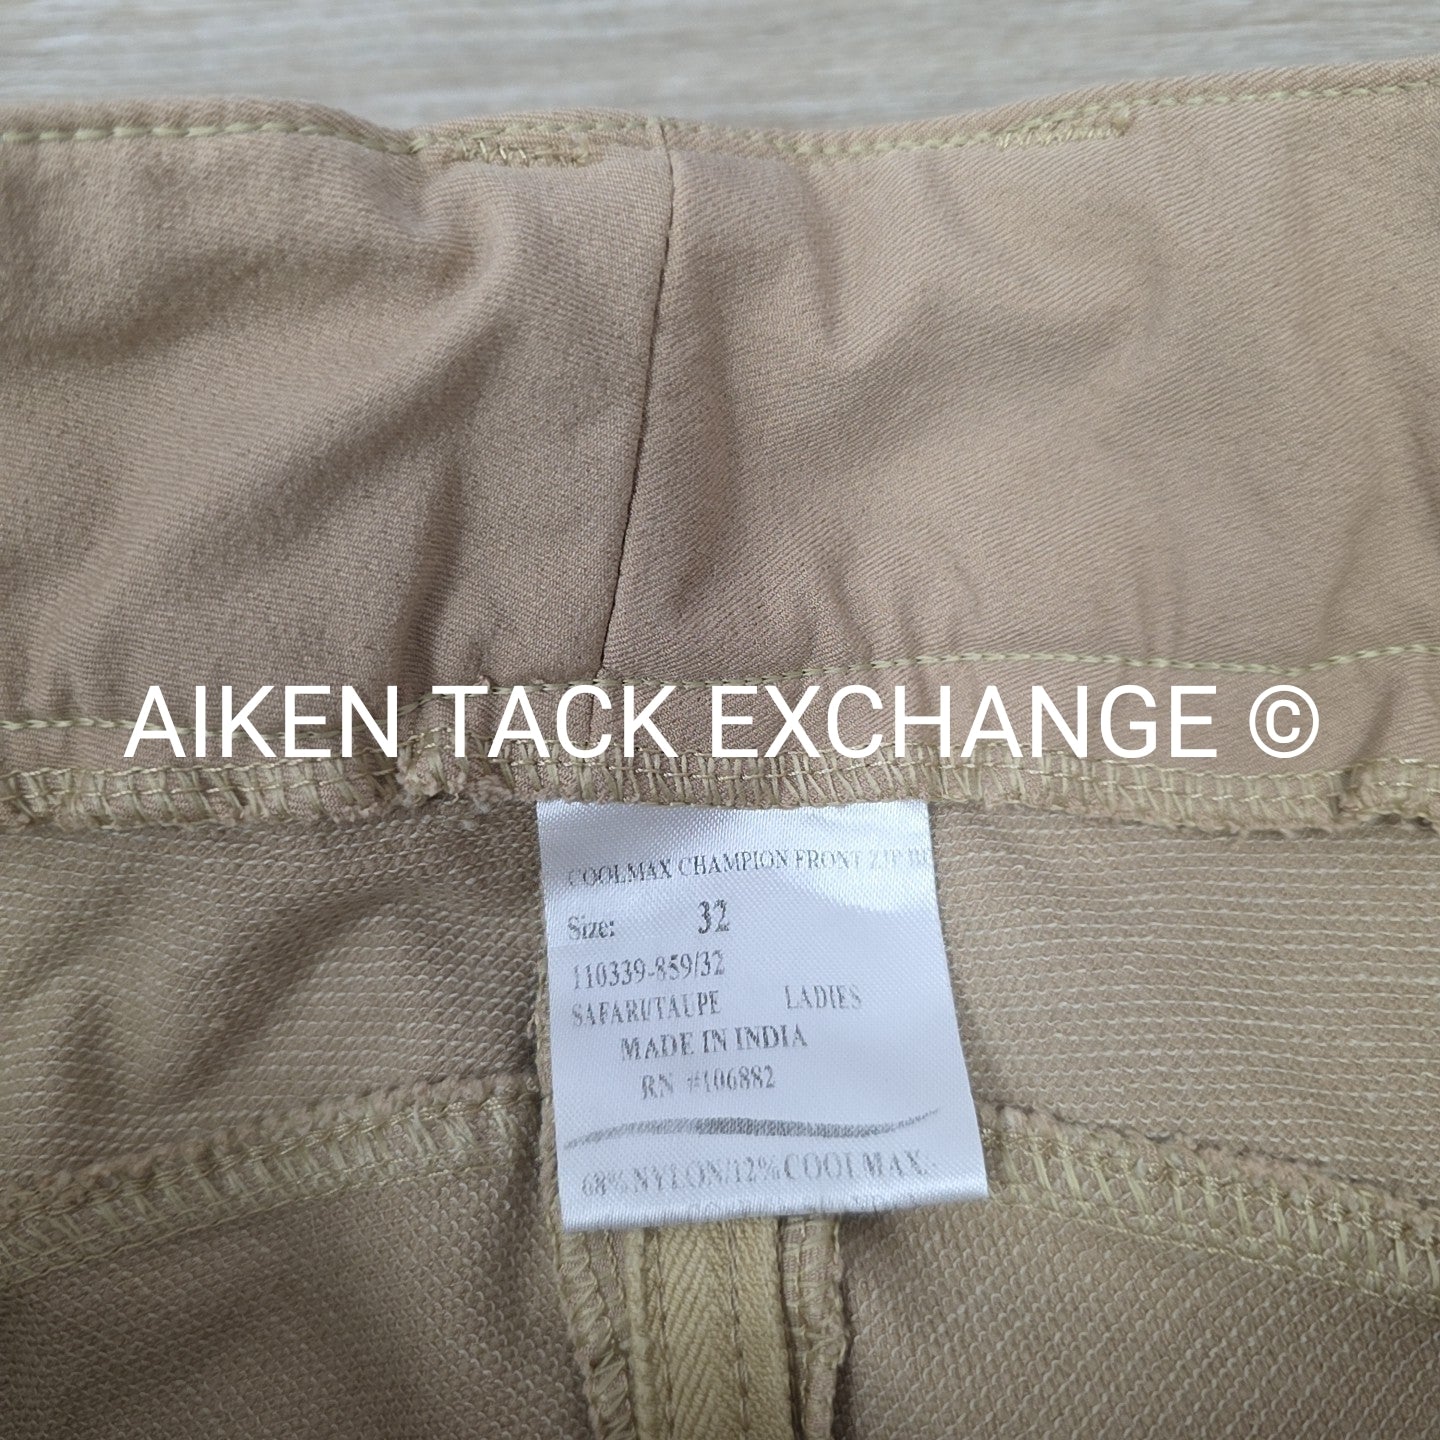 AIKEN TACK EXCHANGE ©
COOLMAX CHAMPION FRONT ZIP
Size: 32
110339-859/32
SAFARI/TAUPE LADIES
MADE IN INDIA
RN #106882
68% NYLON/12% COOLMAX